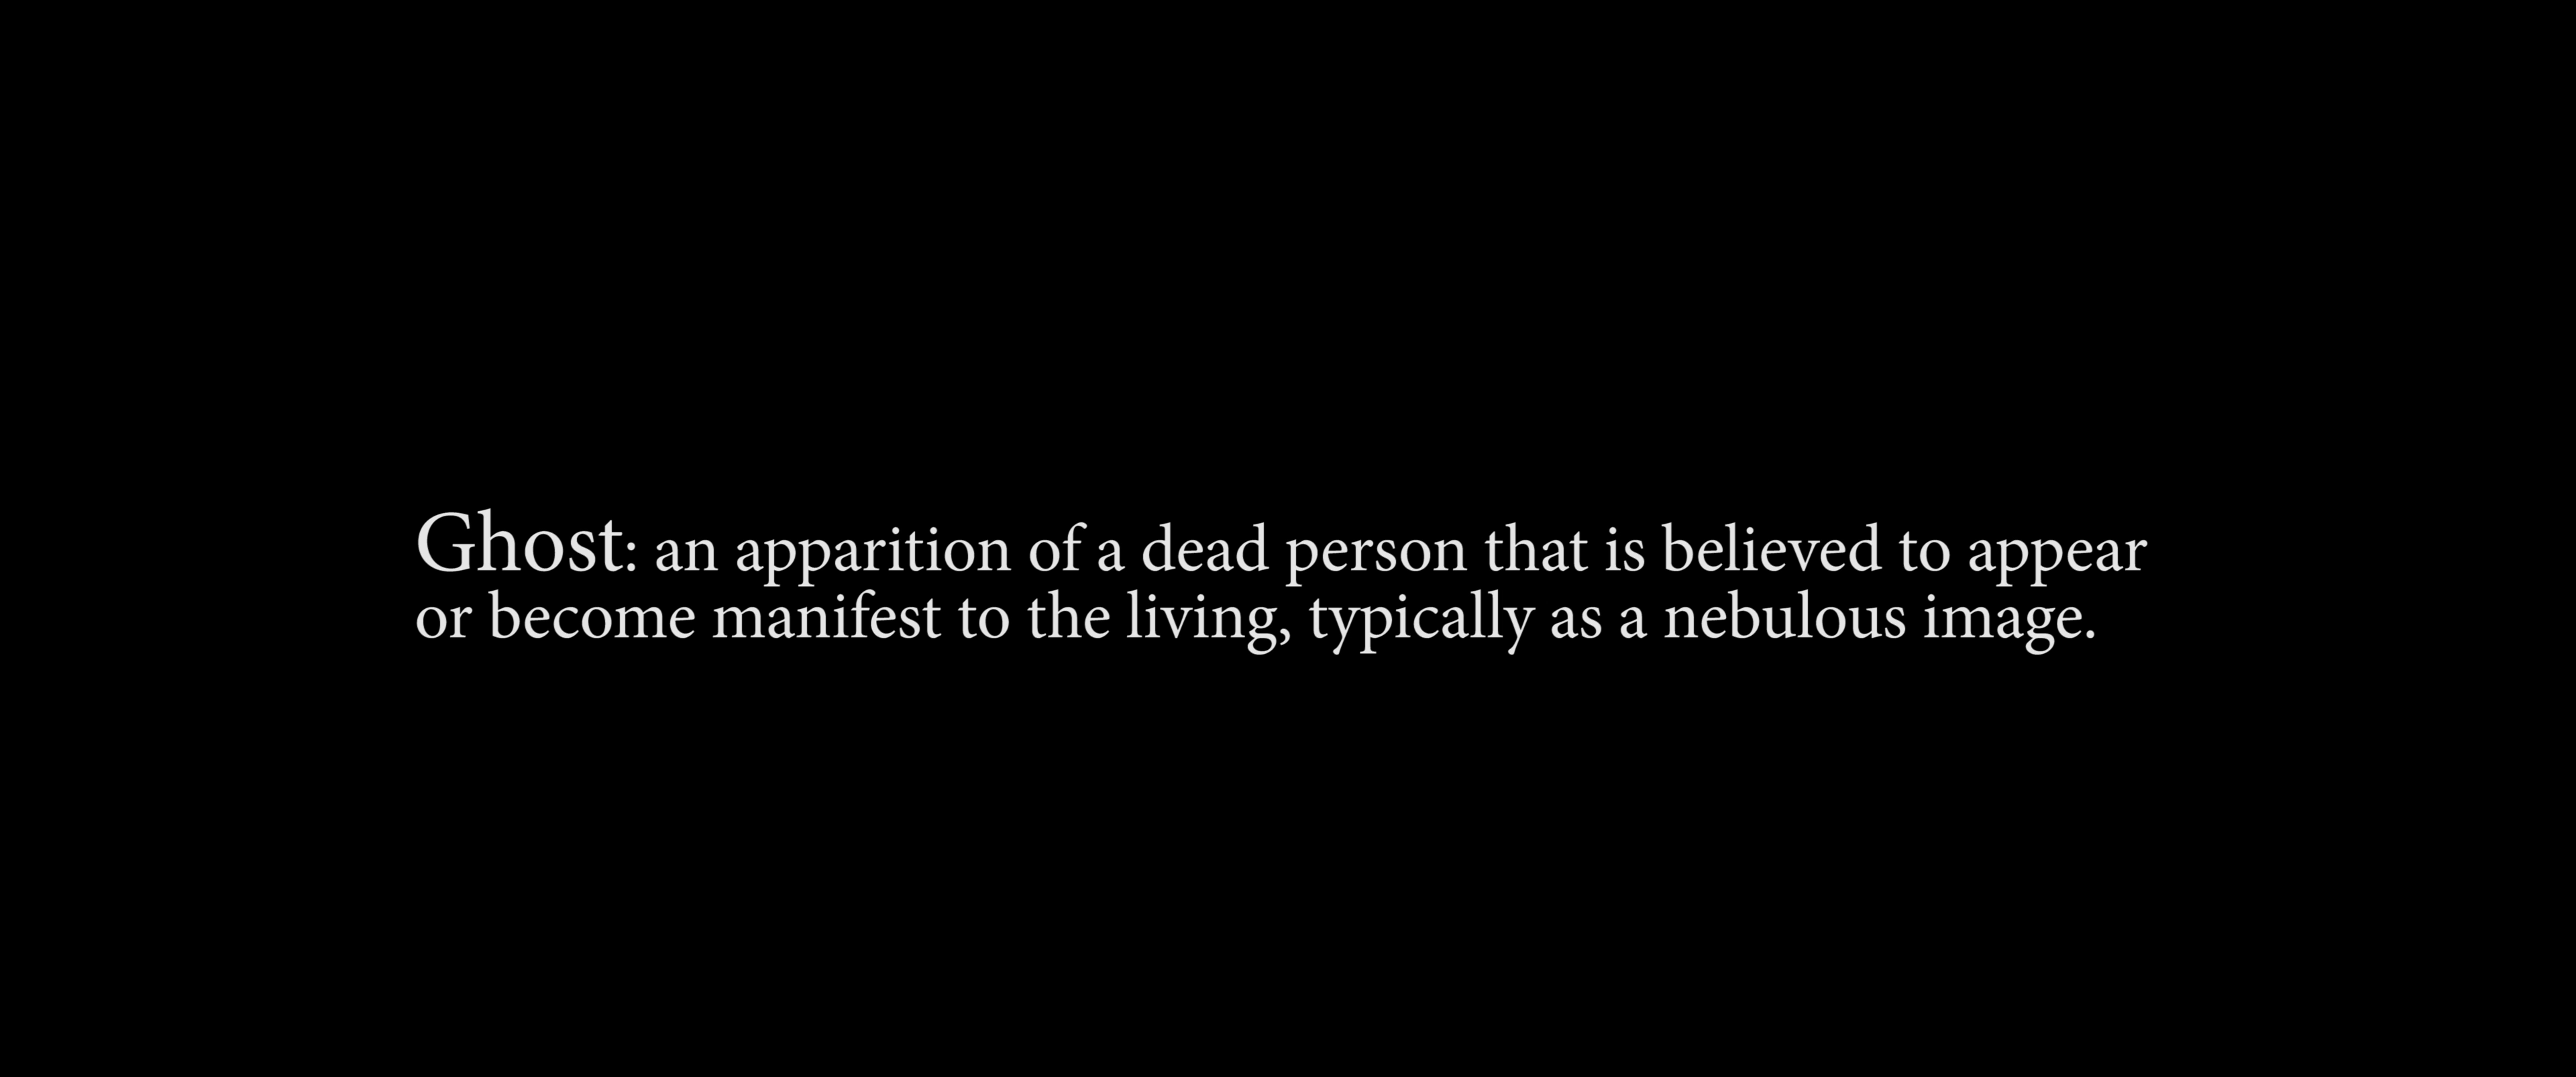 Ghost: an apparition of a dead person that is believed to appear
or become manifest to the living, typically as a nebulous image.